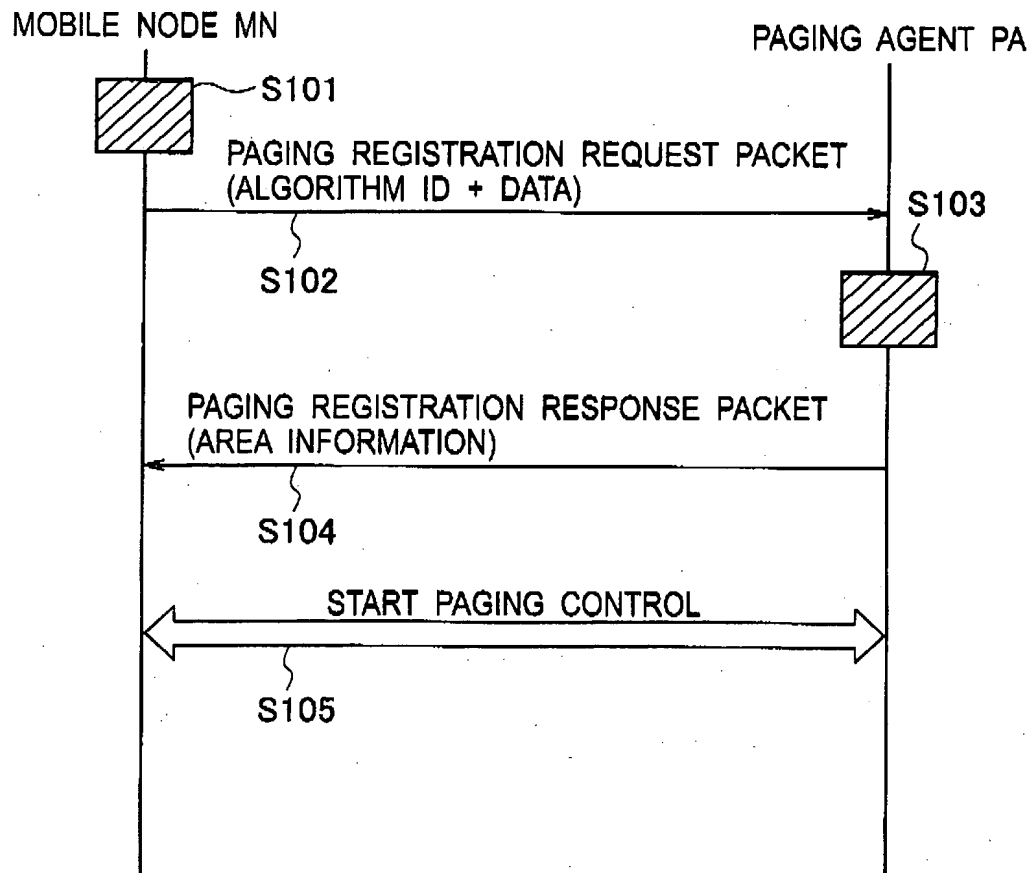 MOBILE NODE MN
PAGING AGENT PA
S101
PAGING REGISTRATION REQUEST PACKET
(ALGORITHM ID + DATA)
S102
S103
PAGING REGISTRATION RESPONSE PACKET
(AREA INFORMATION)
S104
START PAGING CONTROL
S105